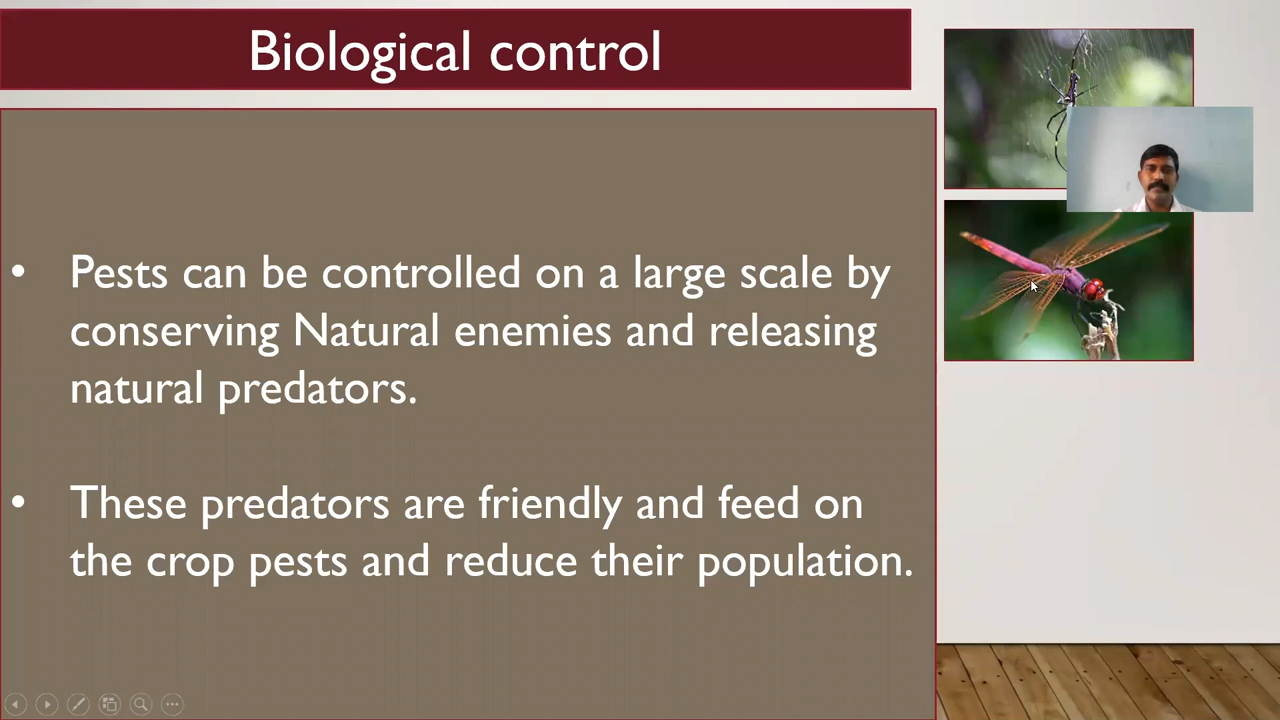 Biological control
• Pests can be controlled on a large scale by
conserving Natural enemies and releasing
natural predators.
• These predators are friendly and feed on
the crop pests and reduce their population.